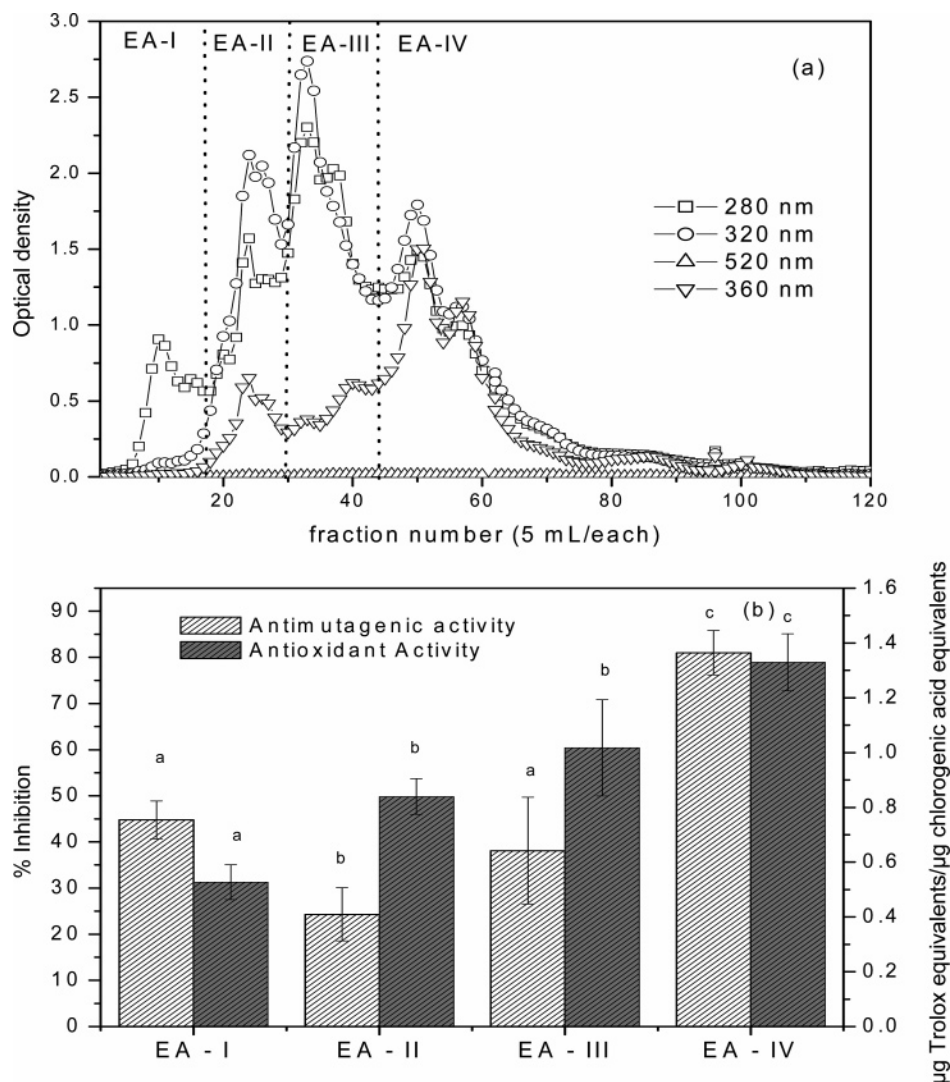 EA-I EA-II EA-III EA-IV
(a)
3.0
2.5
2.0
1.5
1.0
0.5
0.0
Optical density
280 nm
320 nm
520 nm
360 nm
20 40 60 80 100 120
fraction number (5 mL/each)
(b)
Antimutagenic activity
Antioxidant Activity
90
80
70
60
50
40
30
20
10
0
% Inhibition
a a b b a b c c
1.6
1.4
1.2
1.0
0.8
0.6
0.4
0.2
0.0
µg Trolox equivalents/µg chlorogenic acid equivalents
EA - I EA - II EA - III EA - IV